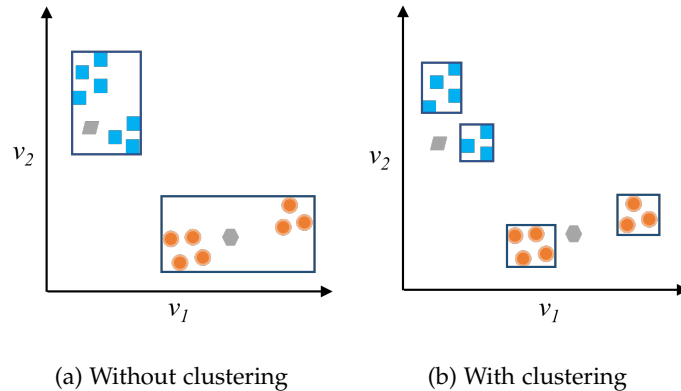 v2
v1
(a) Without clustering
v2
v1
(b) With clustering